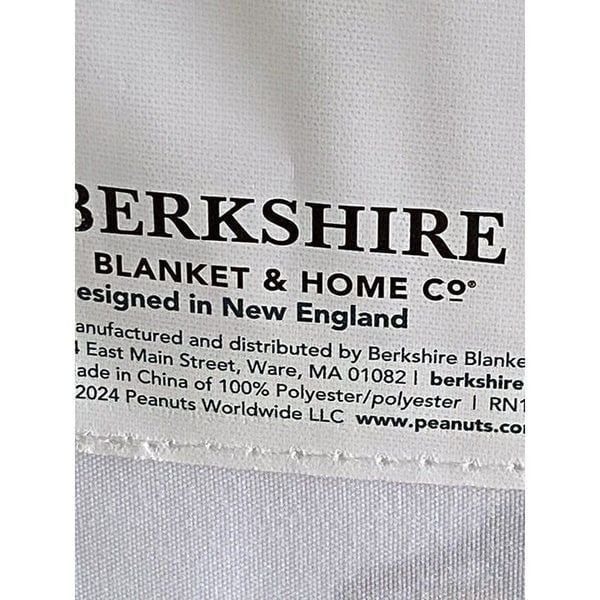 BERKSHIRE
BLANKET & HOME Cº®
esigned in New England
anufactured and distributed by Berkshire Blanke
East Main Street, Ware, MA 01082 | berkshire
ade in China of 100% Polyester/polyester | RN1
2024 Peanuts Worldwide LLC www.peanuts.co